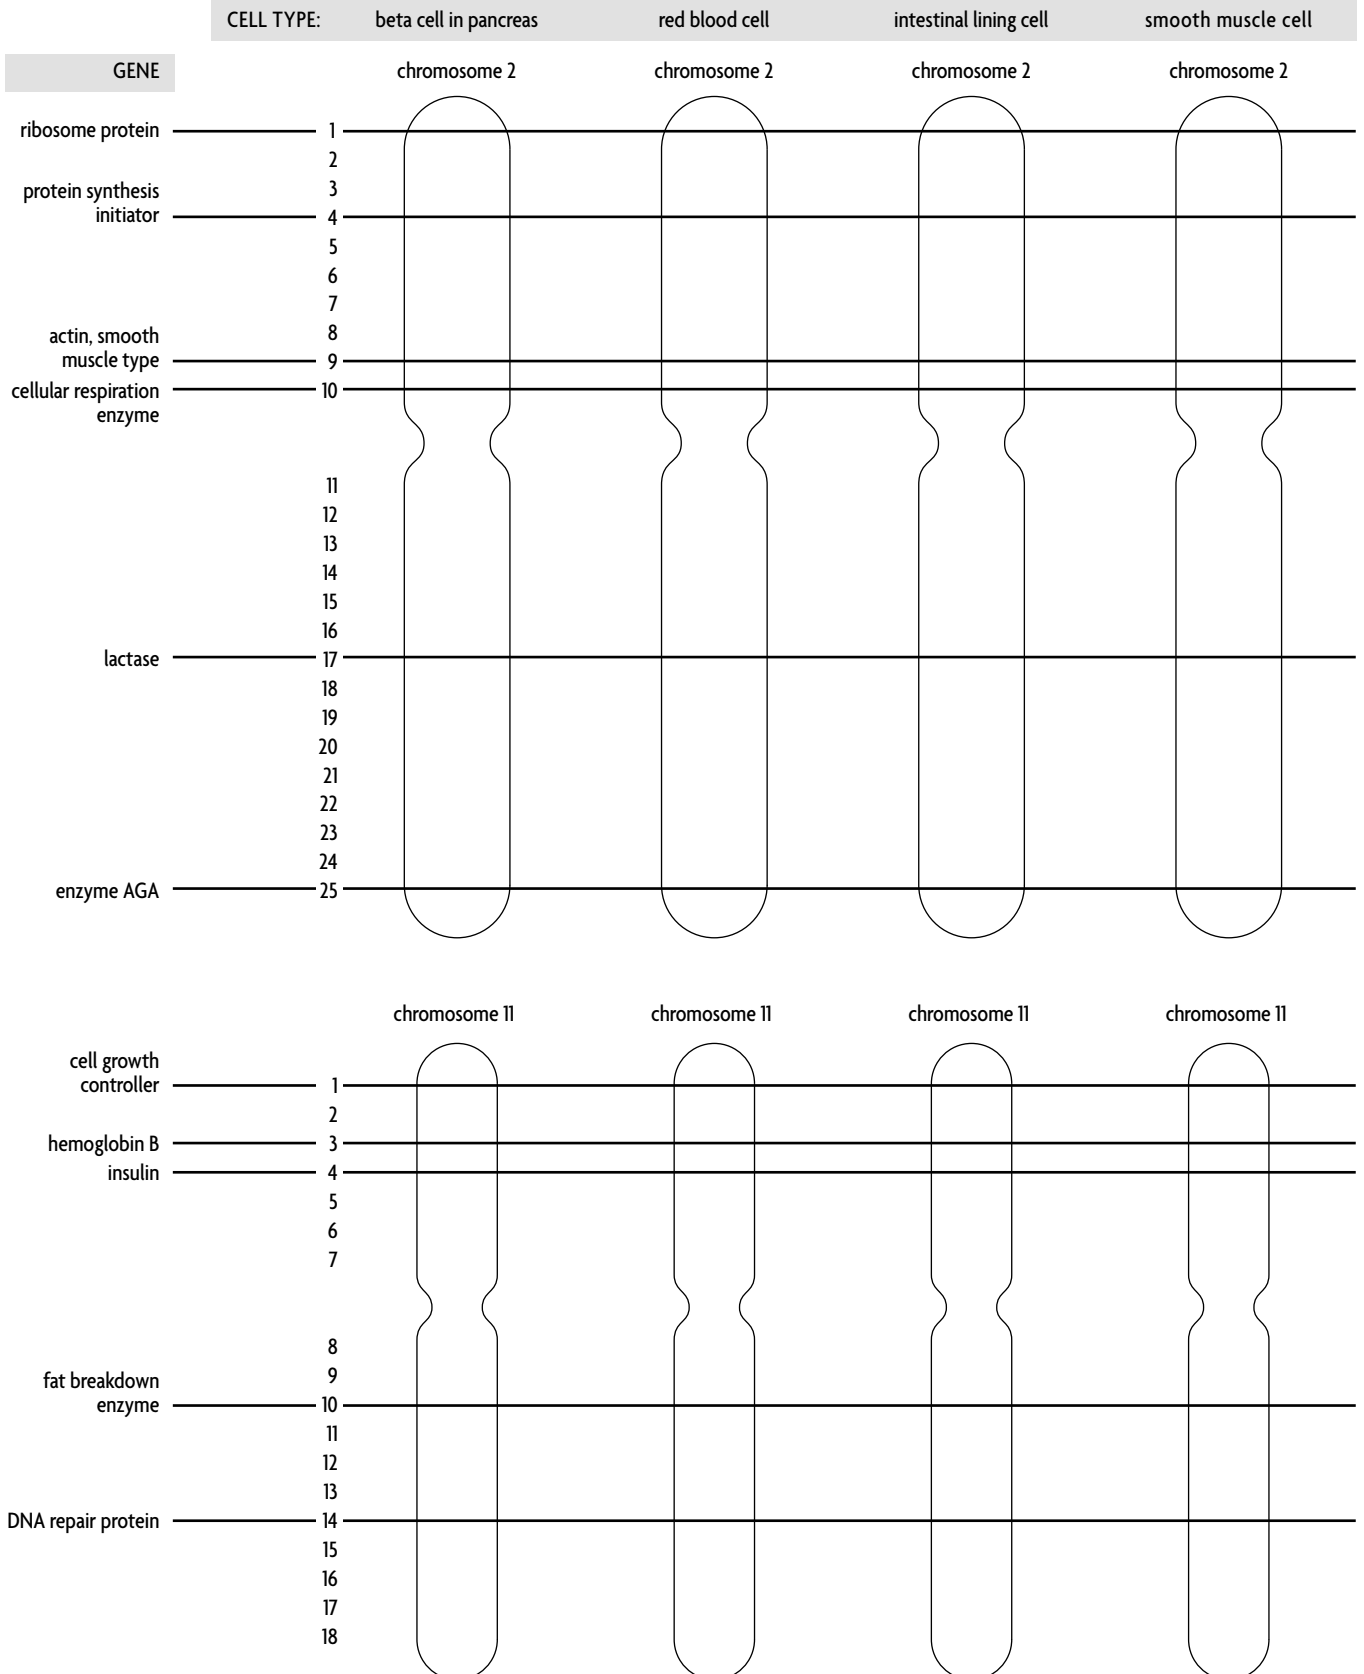 CELL TYPE: beta cell in pancreas red blood cell intestinal lining cell smooth muscle cell
GENE chromosome 2 chromosome 2 chromosome 2 chromosome 2
ribosome protein 1
2
protein synthesis 3
initiator 4
5
6
7
actin, smooth 8
muscle type 9
cellular respiration 10
enzyme
11
12
13
14
15
16
lactase 17
18
19
20
21
22
23
24
enzyme AGA 25
chromosome 11 chromosome 11 chromosome 11 chromosome 11
cell growth
controller 1
2
hemoglobin B 3
insulin 4
5
6
7
8
fat breakdown 9
enzyme 10
11
12
13
DNA repair protein 14
15
16
17
18